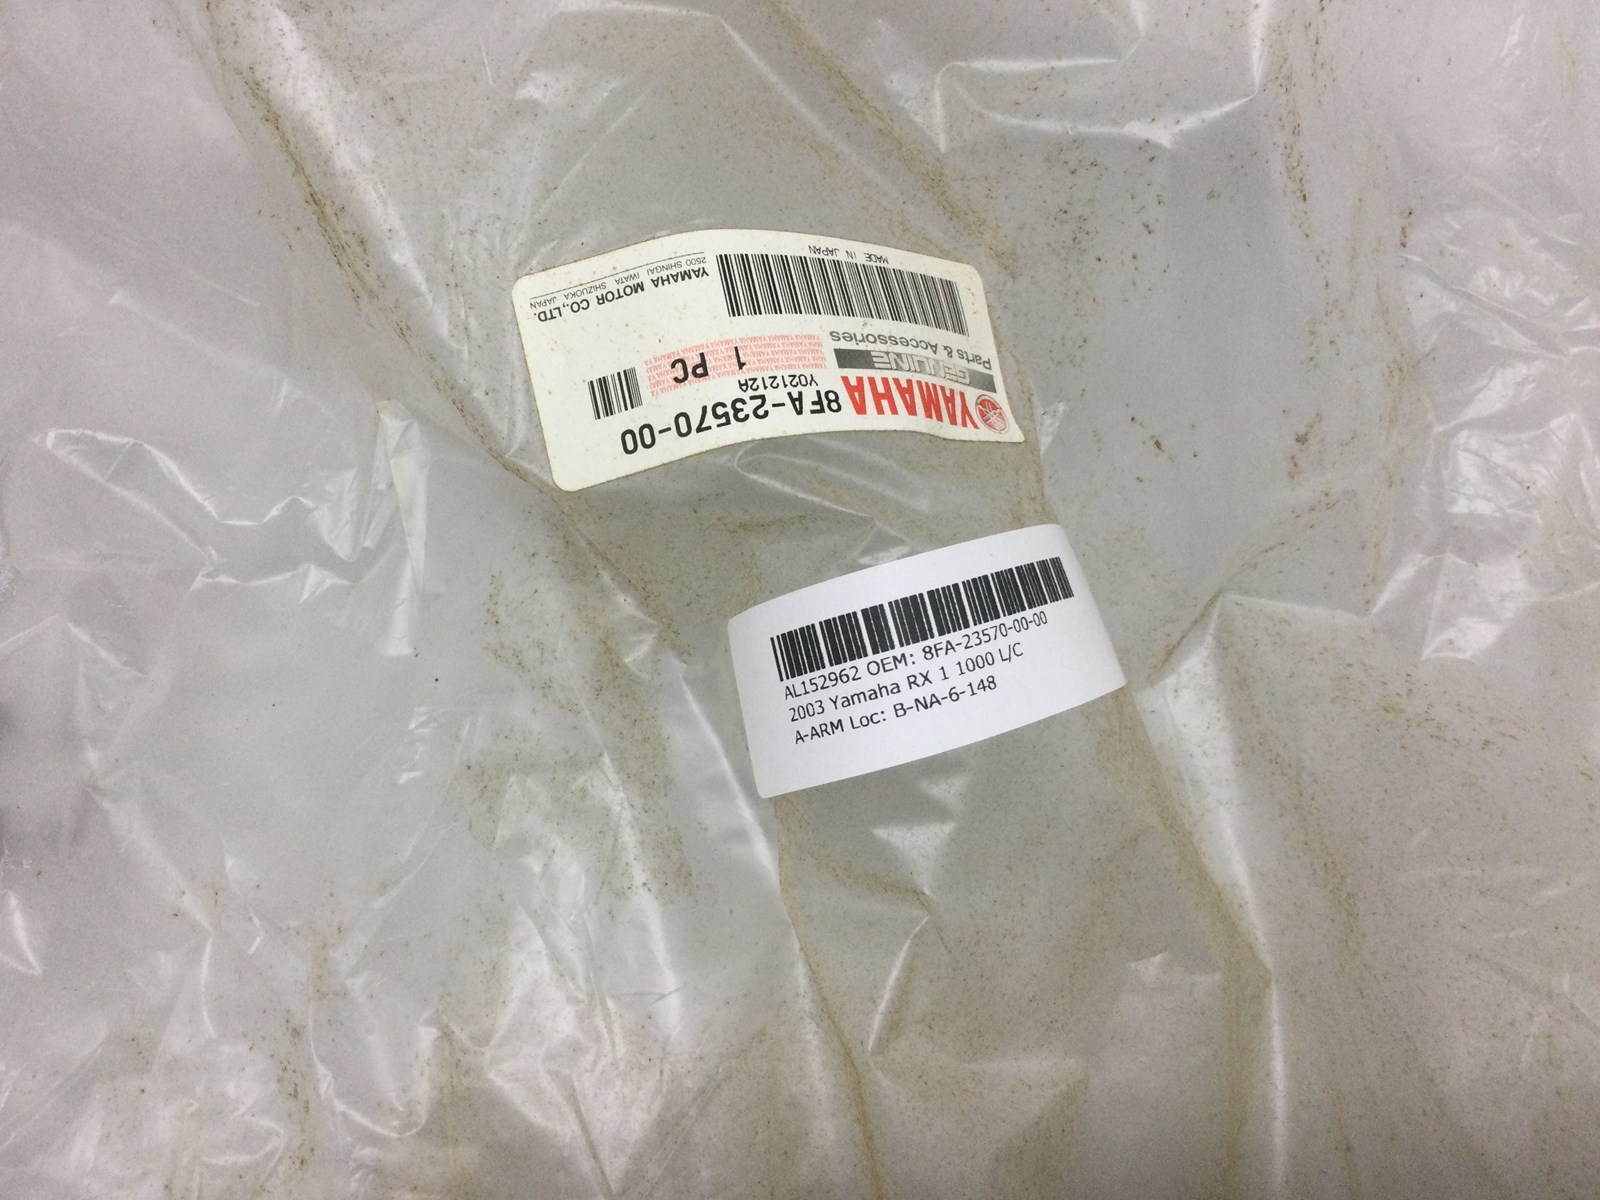 YAMAHA
GENUINE
Parts & Accessories
8FA-23570-00
Y021212A
1 PC
MADE IN JAPAN
YAMAHA MOTOR CO.,LTD.
2500 SHINGAI IWATA SHIZUOKA JAPAN
AL152962 OEM: 8FA-23570-00-00
2003 Yamaha RX 1 1000 L/C
A-ARM Loc: B-NA-6-148